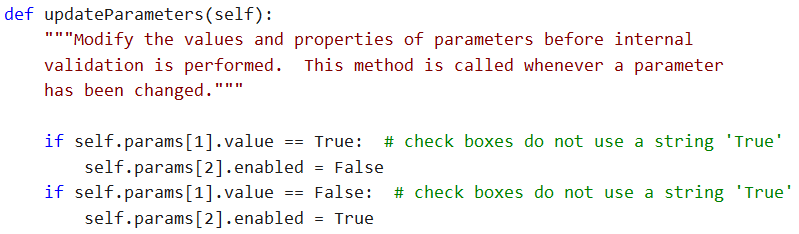 def updateParameters(self):
    """Modify the values and properties of parameters before internal
    validation is performed.  This method is called whenever a parameter
    has been changed."""

    if self.params[1].value == True:  # check boxes do not use a string 'True'
        self.params[2].enabled = False
    if self.params[1].value == False:  # check boxes do not use a string 'True'
        self.params[2].enabled = True